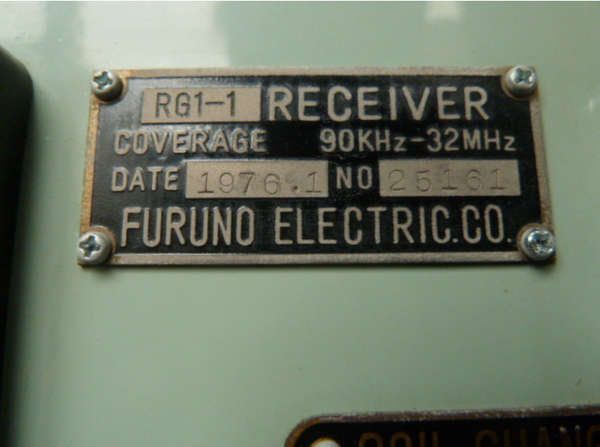 RG1-1 RECEIVER
COVERAGE 90KHz-32MHz
DATE 1976.1 NO 25161
FURUNO ELECTRIC.CO.